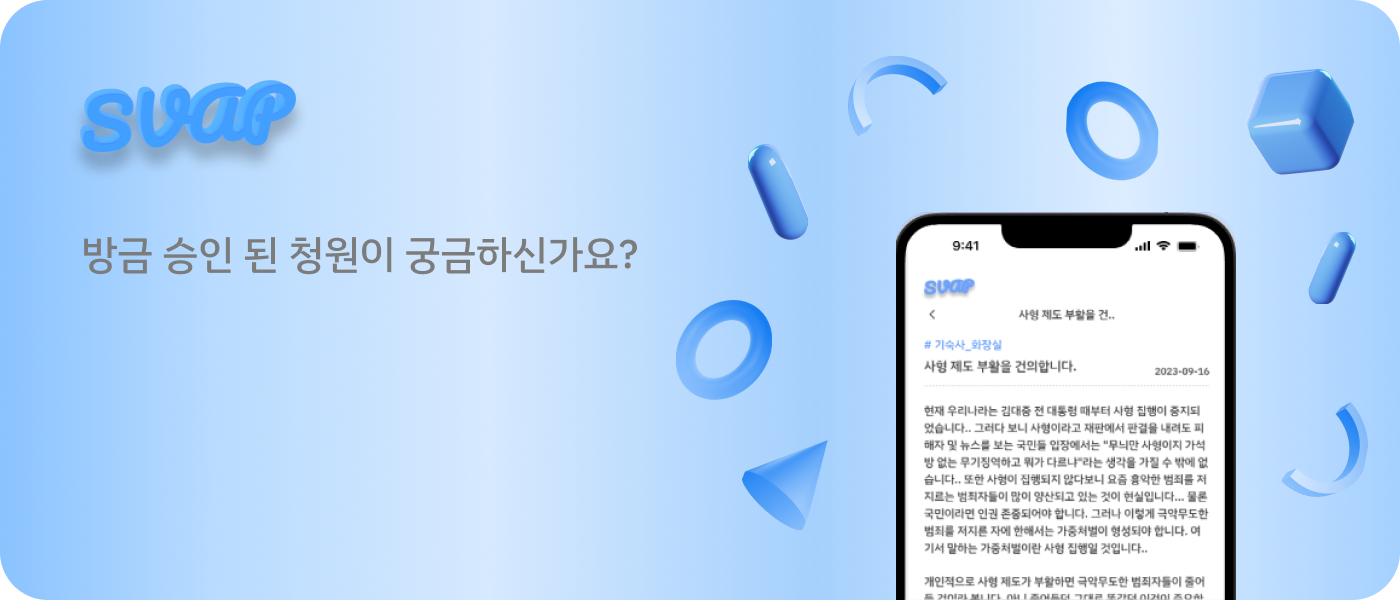 SVAP
방금 승인 된 청원이 궁금하신가요?
9:41
SVAP
사형 제도 부활을 건..
# 기숙사_화장실
사형 제도 부활을 건의합니다.
2023-09-16
현재 우리나라는 김대중 전 대통령 때부터 사형 집행이 중지되
었습니다.. 그러다 보니 사형이라고 재판에서 판결을 내려도 피
해자 및 뉴스를 보는 국민들 입장에서는 "무늬만 사형이지 가석
방 없는 무기징역하고 뭐가 다르냐"라는 생각을 가질 수 밖에 없
습니다.. 또한 사형이 집행되지 않다보니 요즘 흉악한 범죄를 저
지르는 범죄자들이 많이 양산되고 있는 것이 현실입니다... 물론
국민이라면 인권 존중되어야 합니다. 그러나 이렇게 극악무도한
범죄를 저지른 자에 한해서는 가중처벌이 형성되야 합니다. 여
기서 말하는 가중처벌이란 사형 집행일 것입니다..
개인적으로 사형 제도가 부활하면 극악무도한 범죄자들이 줄어